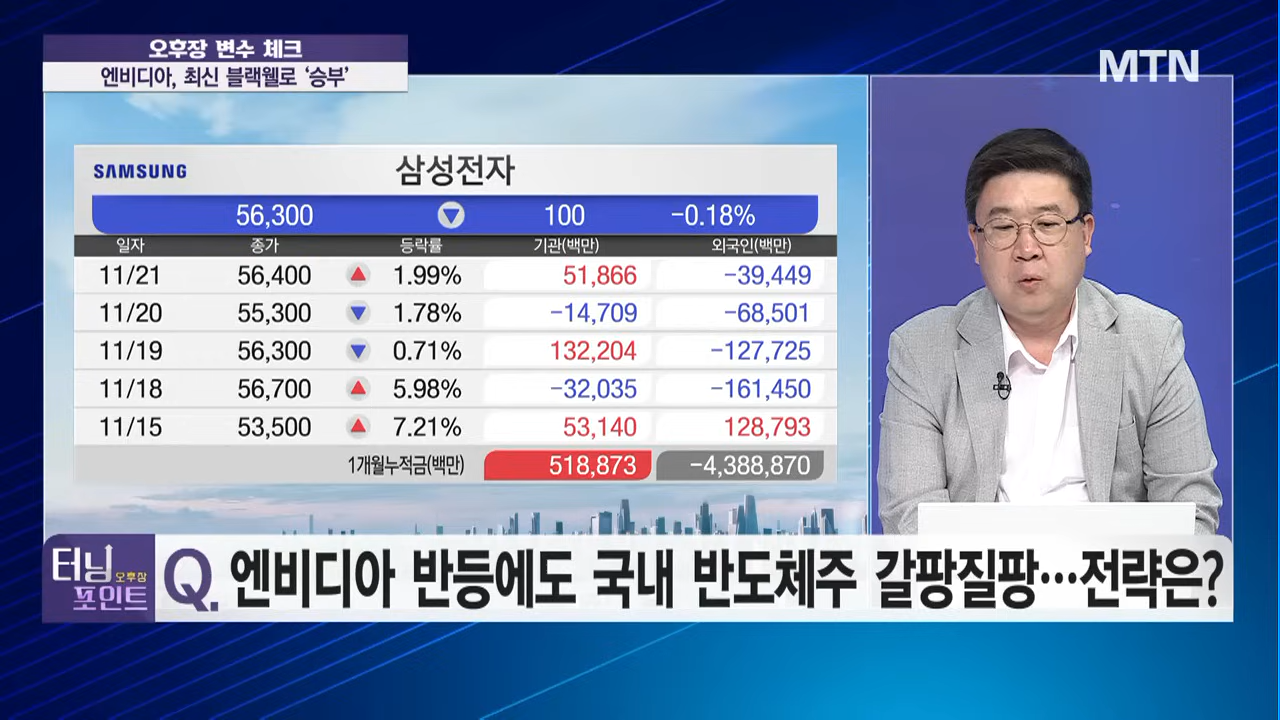 오후장 변수 체크
엔비디아, 최신 블랙웰로 ‘승부’
MTN
SAMSUNG 삼성전자
56,300 ▼ 100 -0.18%
일자 종가 등락률 기관(백만) 외국인(백만)
11/21 56,400 ▲ 1.99% 51,866 -39,449
11/20 55,300 ▼ 1.78% -14,709 -68,501
11/19 56,300 ▼ 0.71% 132,204 -127,725
11/18 56,700 ▲ 5.98% -32,035 -161,450
11/15 53,500 ▲ 7.21% 53,140 128,793
1개월누적금(백만) 518,873 -4,388,870
터닝 오후장
포인트
Q. 엔비디아 반등에도 국내 반도체주 갈팡질팡…전략은?